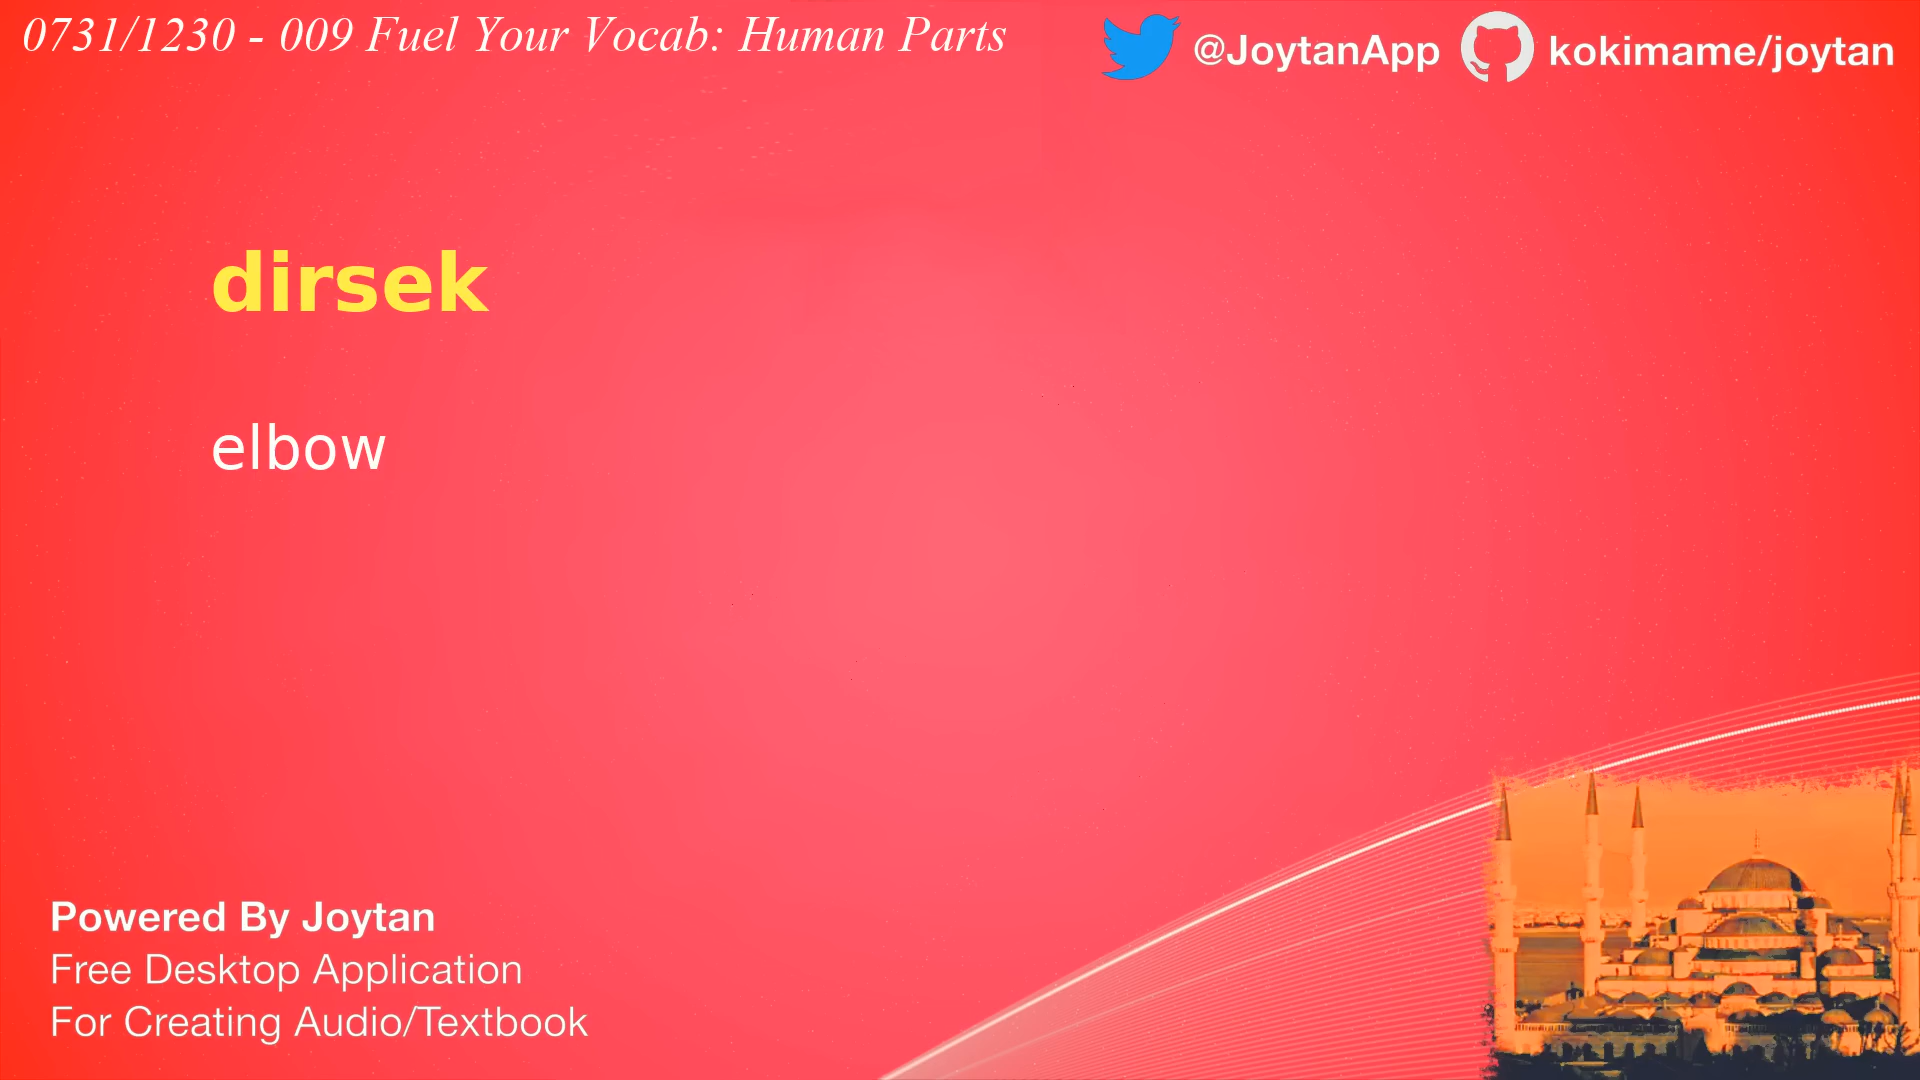 0731/1230 - 009 Fuel Your Vocab: Human Parts
@JoytanApp
kokimame/joytan
dirsek
elbow
Powered By Joytan
Free Desktop Application
For Creating Audio/Textbook